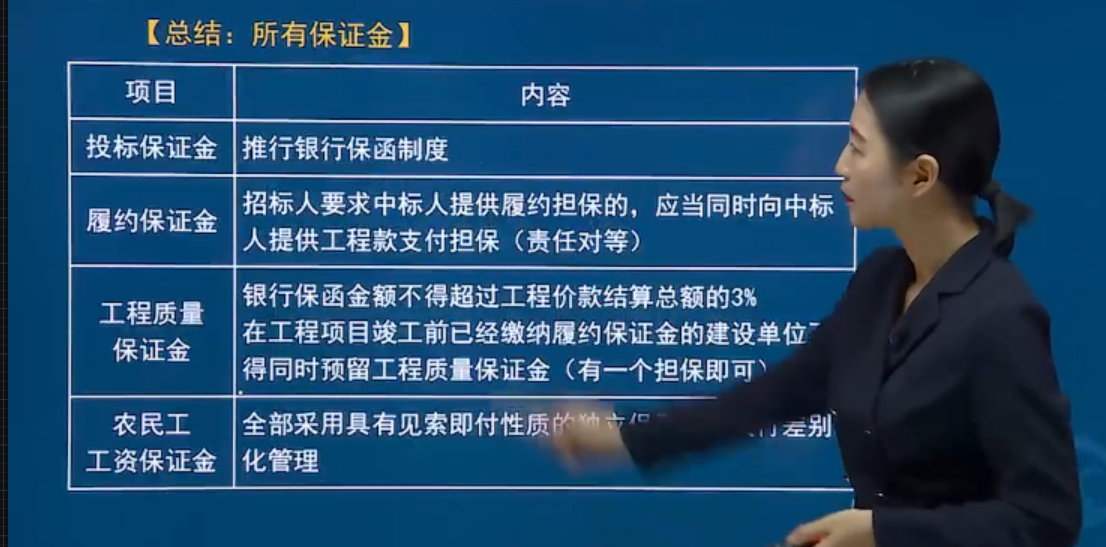 【总结：所有保证金】
项目
内容
投标保证金
推行银行保函制度
履约保证金
招标人要求中标人提供履约担保的，应当同时向中标
人提供工程款支付担保（责任对等）
工程质量
保证金
银行保函金额不得超过工程价款结算总额的3%
在工程项目竣工前已经缴纳履约保证金的建设单位
得同时预留工程质量保证金（有一个担保即可）
农民工
工资保证金
全部采用具有见索即付性质的独立 差别
化管理